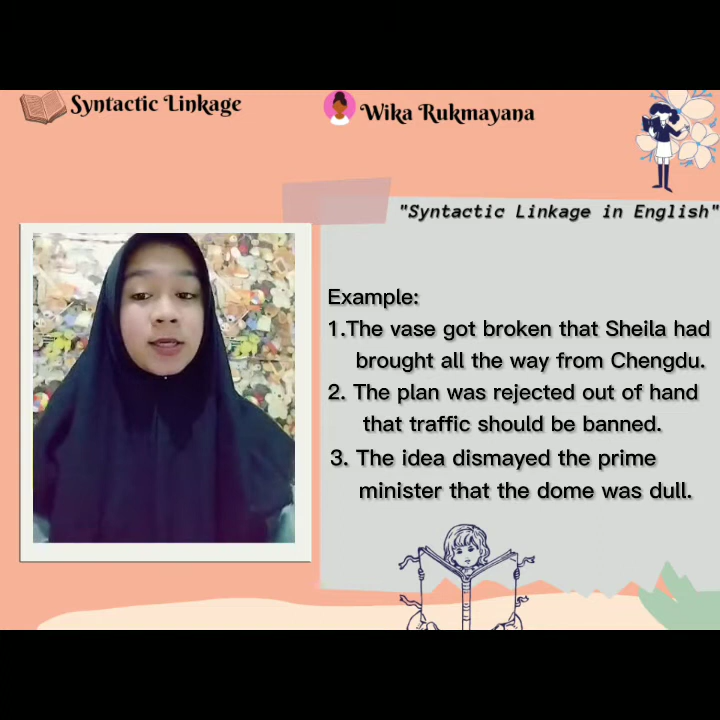 Syntactic Linkage
Wika Rukmayana
"Syntactic Linkage in English"
Example:
1.The vase got broken that Sheila had
brought all the way from Chengdu.
2. The plan was rejected out of hand
that traffic should be banned.
3. The idea dismayed the prime
minister that the dome was dull.